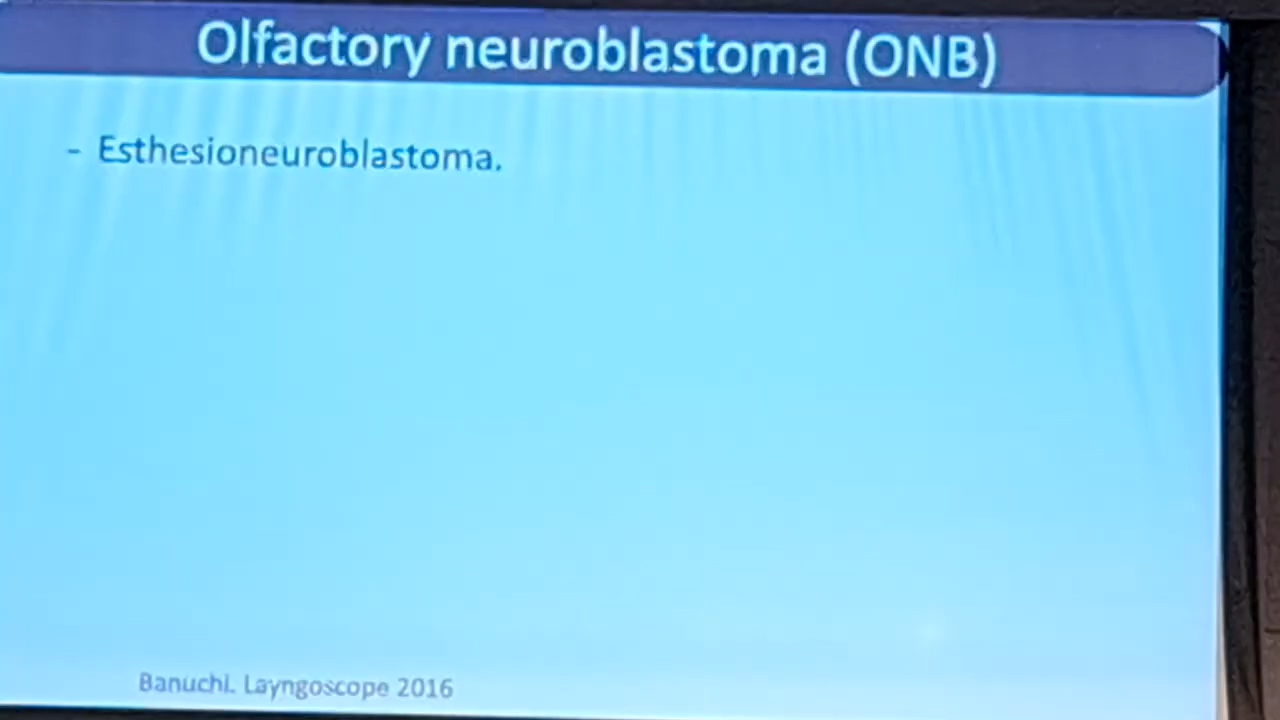 Olfactory neuroblastoma (ONB)
- Esthesioneuroblastoma.
Banuchi. Layngoscope 2016